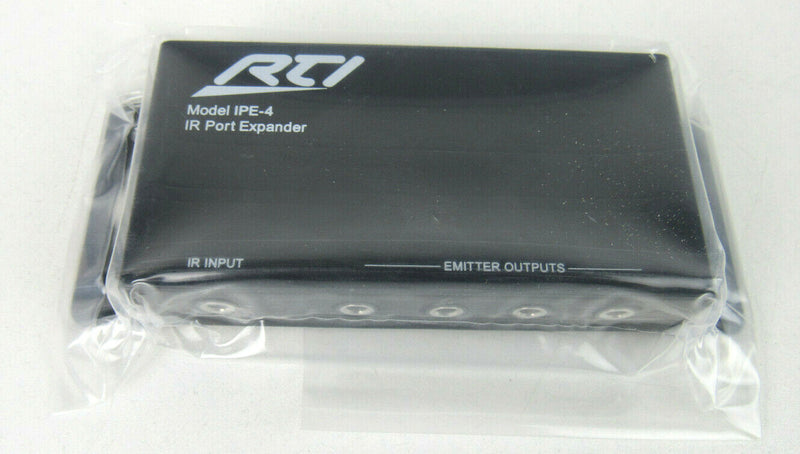 RTI
Model IPE-4
IR Port Expander
IR INPUT
EMITTER OUTPUTS